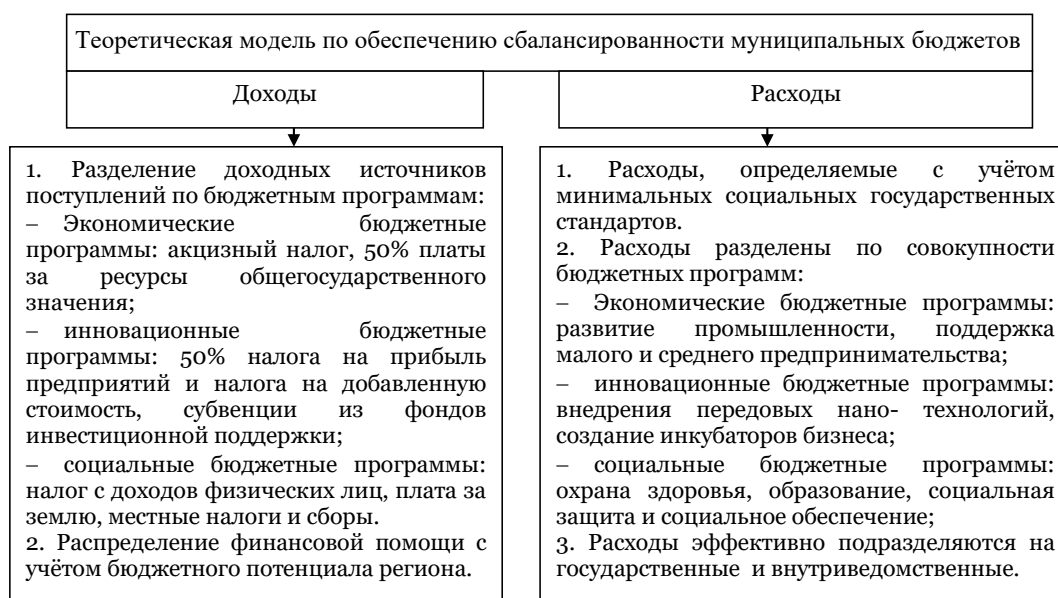 Теоретическая модель по обеспечению сбалансированности муниципальных бюджетов
Доходы
Расходы
1. Разделение доходных источников
поступлений по бюджетным программам:
– Экономические бюджетные
программы: акцизный налог, 50% платы
за ресурсы общегосударственного
значения;
– инновационные бюджетные
программы: 50% налога на прибыль
предприятий и налога на добавленную
стоимость, субвенции из фондов
инвестиционной поддержки;
– социальные бюджетные программы:
налог с доходов физических лиц, плата за
землю, местные налоги и сборы.
2. Распределение финансовой помощи с
учётом бюджетного потенциала региона.
1. Расходы, определяемые с учётом
минимальных социальных государственных
стандартов.
2. Расходы разделены по совокупности
бюджетных программ:
– Экономические бюджетные программы:
развитие промышленности, поддержка
малого и среднего предпринимательства;
– инновационные бюджетные программы:
внедрения передовых нано- технологий,
создание инкубаторов бизнеса;
– социальные бюджетные программы:
охрана здоровья, образование, социальная
защита и социальное обеспечение;
3. Расходы эффективно подразделяются на
государственные и внутриведомственные.